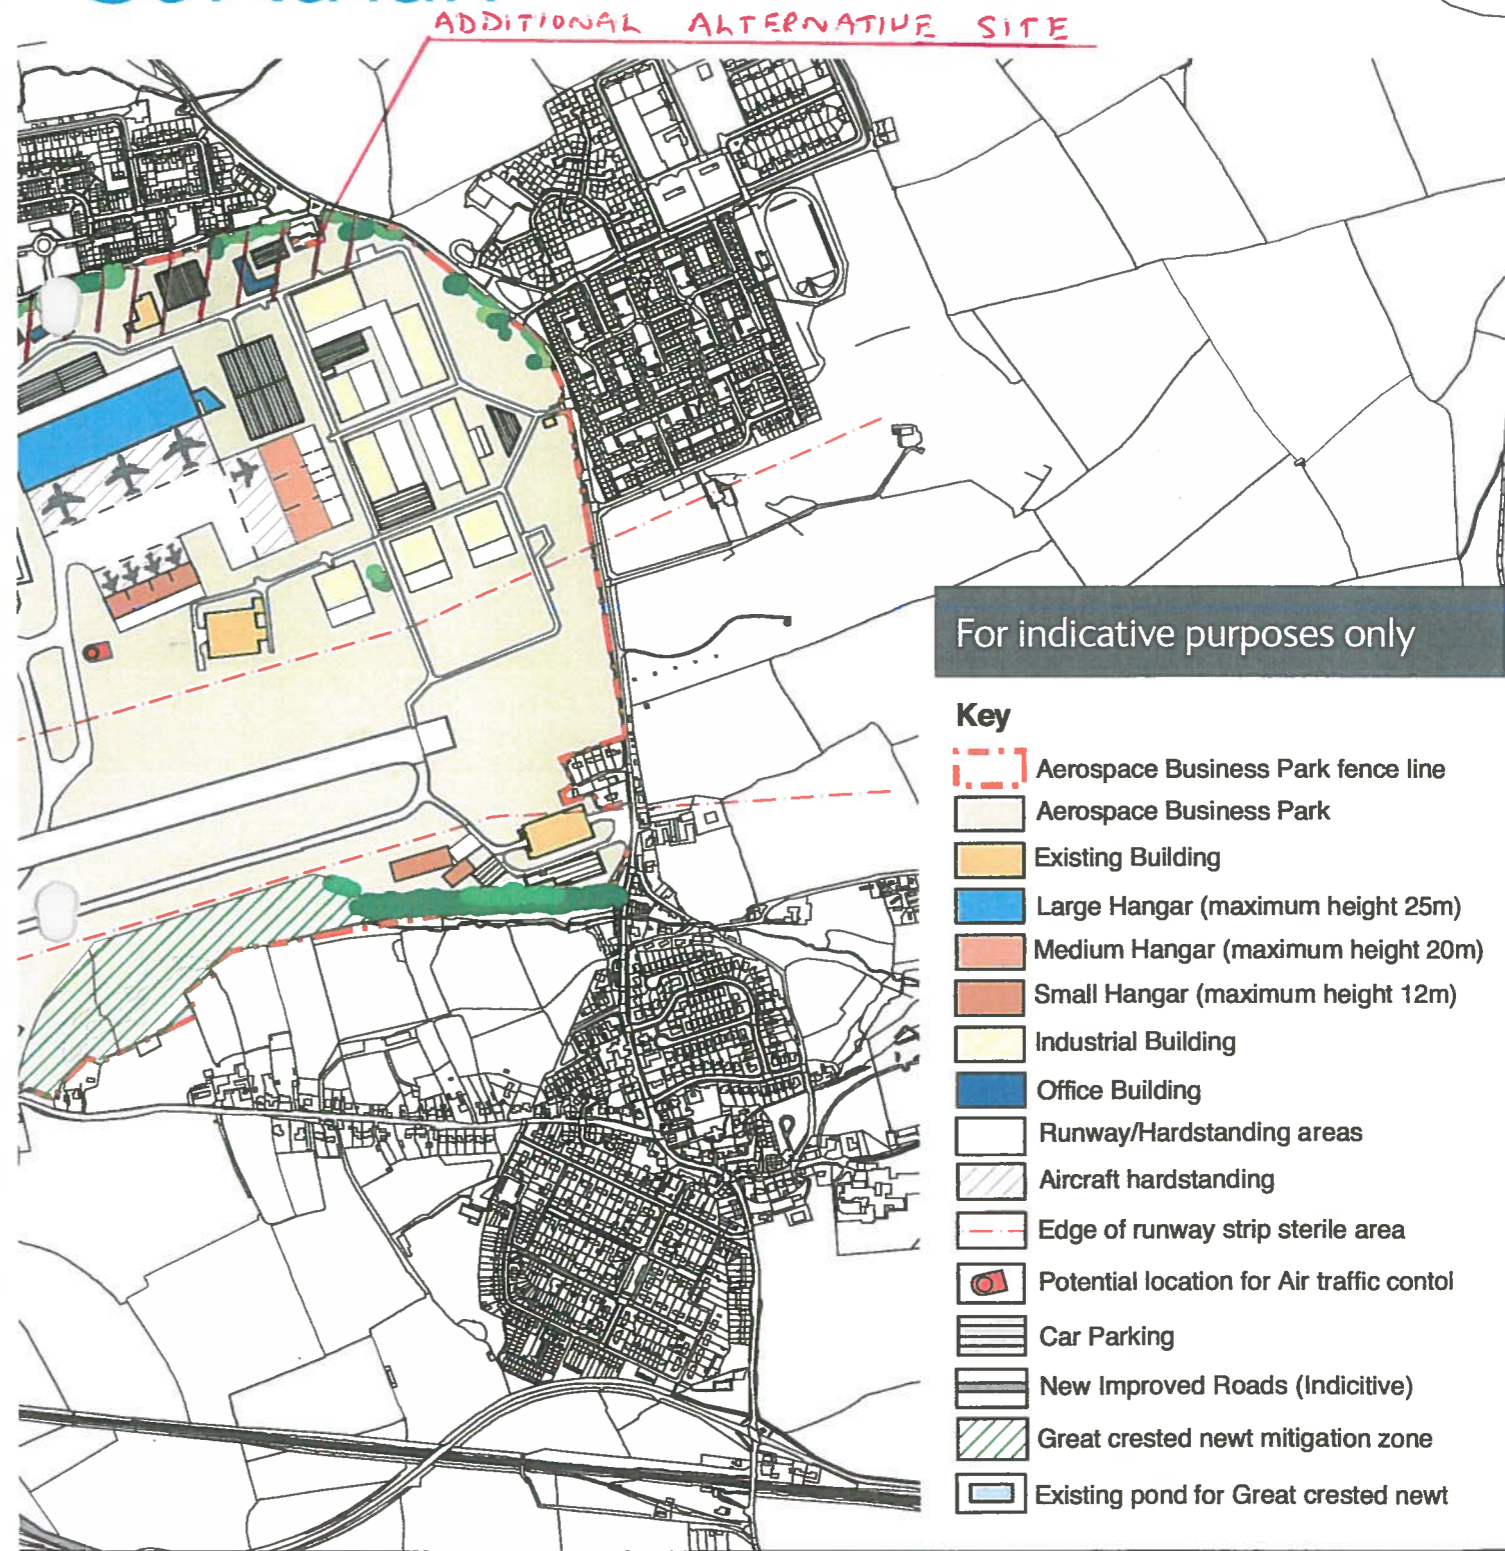 ADDITIONAL ALTERNATIVE SITE
For indicative purposes only
Key
Aerospace Business Park fence line
Aerospace Business Park
Existing Building
Large Hangar (maximum height 25m)
Medium Hangar (maximum height 20m)
Small Hangar (maximum height 12m)
Industrial Building
Office Building
Runway/Hardstanding areas
Aircraft hardstanding
Edge of runway strip sterile area
Potential location for Air traffic contol
Car Parking
New Improved Roads (Indicitive)
Great crested newt mitigation zone
Existing pond for Great crested newt